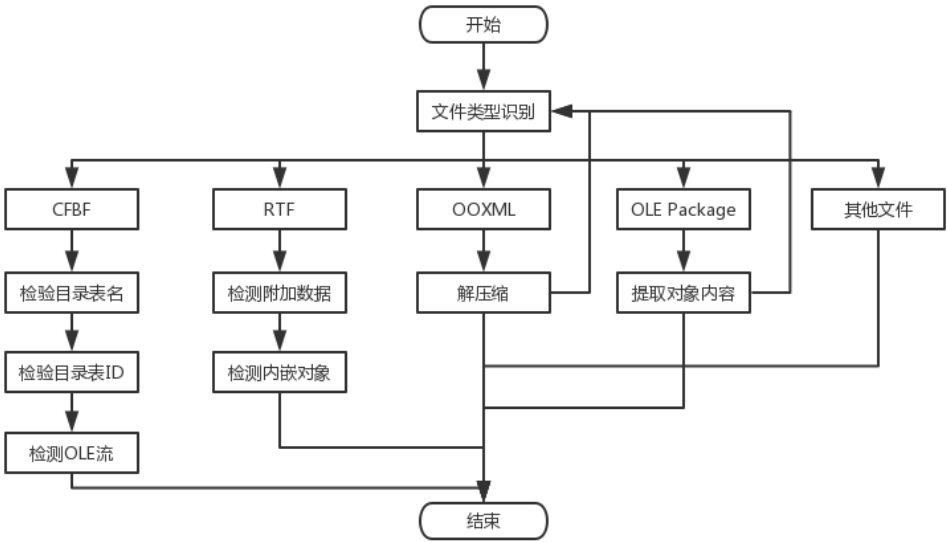 开始
文件类型识别
CFBF
RTF
OOXML
OLE Package
其他文件
检验目录表名
检测附加数据
解压缩
提取对象内容
检验目录表ID
检测内嵌对象
检测OLE流
结束